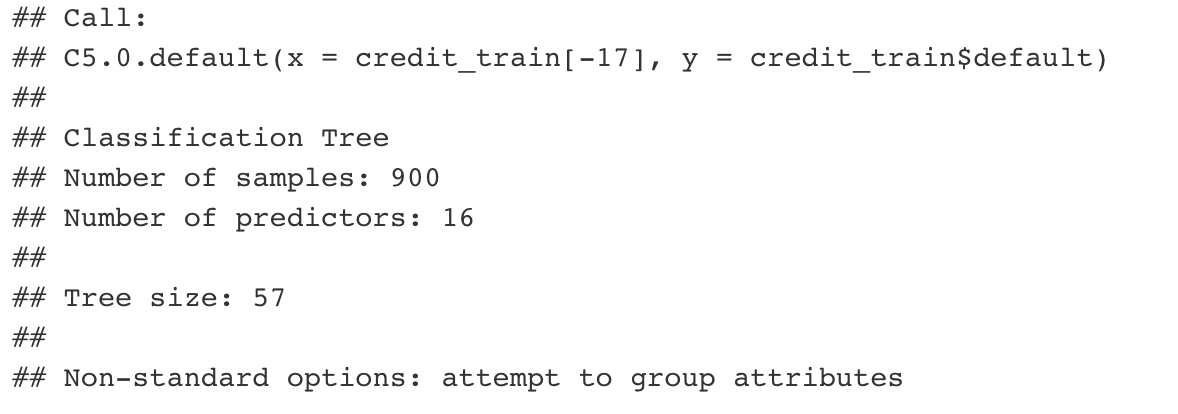 ## Call:
## C5.0.default(x = credit_train[-17], y = credit_train$default)
##
## Classification Tree
## Number of samples: 900
## Number of predictors: 16
##
## Tree size: 57
##
## Non-standard options: attempt to group attributes